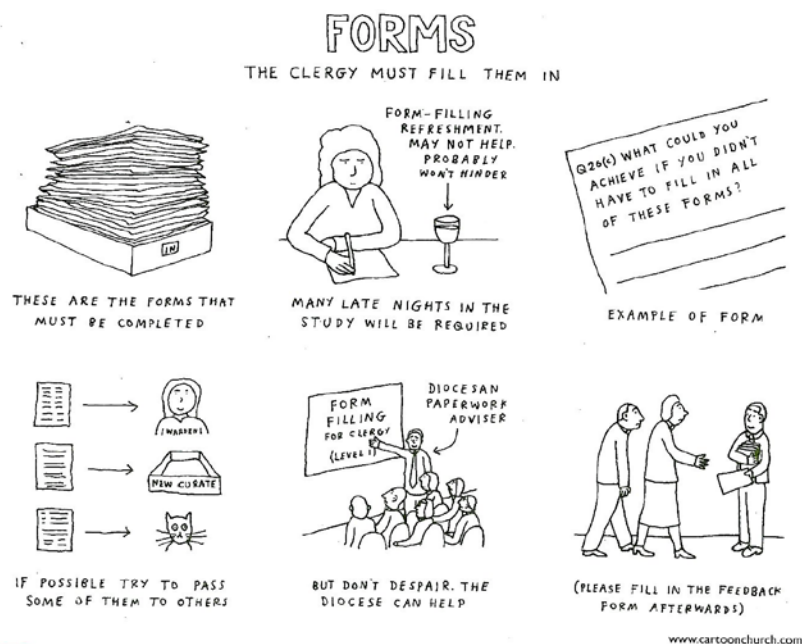 FORMS
THE CLERGY MUST FILL THEM IN
IN
THESE ARE THE FORMS THAT
MUST BE COMPLETED
FORM-FILLING
REFRESHMENT.
MAY NOT HELP.
PROBABLY
WON'T HINDER
MANY LATE NIGHTS IN THE
STUDY WILL BE REQUIRED
Q26(c) WHAT COULD YOU
ACHIEVE IF YOU DIDN'T
HAVE TO FILL IN ALL
OF THESE FORMS?
EXAMPLE OF FORM
WARDEN
NEW CURATE
IF POSSIBLE TRY TO PASS
SOME OF THEM TO OTHERS
FORM
FILLING
FOR CLERGY
(LEVEL 1)
DIOCESAN
PAPERWORK
ADVISER
BUT DON'T DESPAIR. THE
DIOCESE CAN HELP
(PLEASE FILL IN THE FEEDBACK
FORM AFTERWARDS)
www.cartoonchurch.com